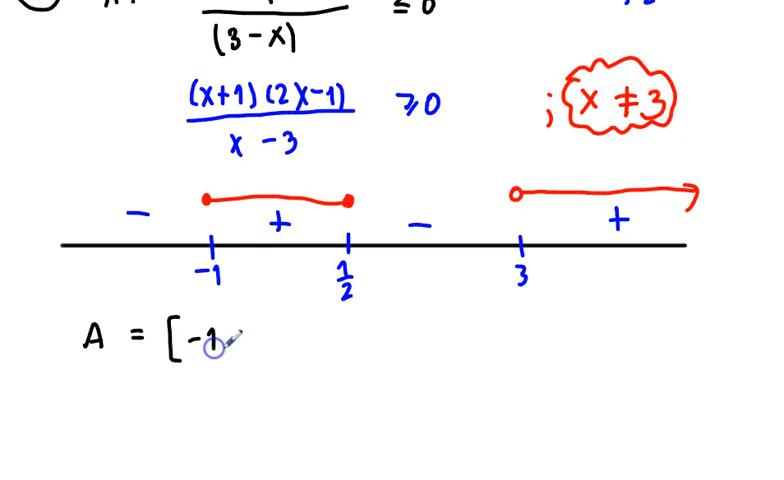 ≤ 0
(3 - x)
(x+1)(2x-1) ≥ 0 ; x ≠ 3
x - 3
- + - +
-1 1/2 3
A = [-1